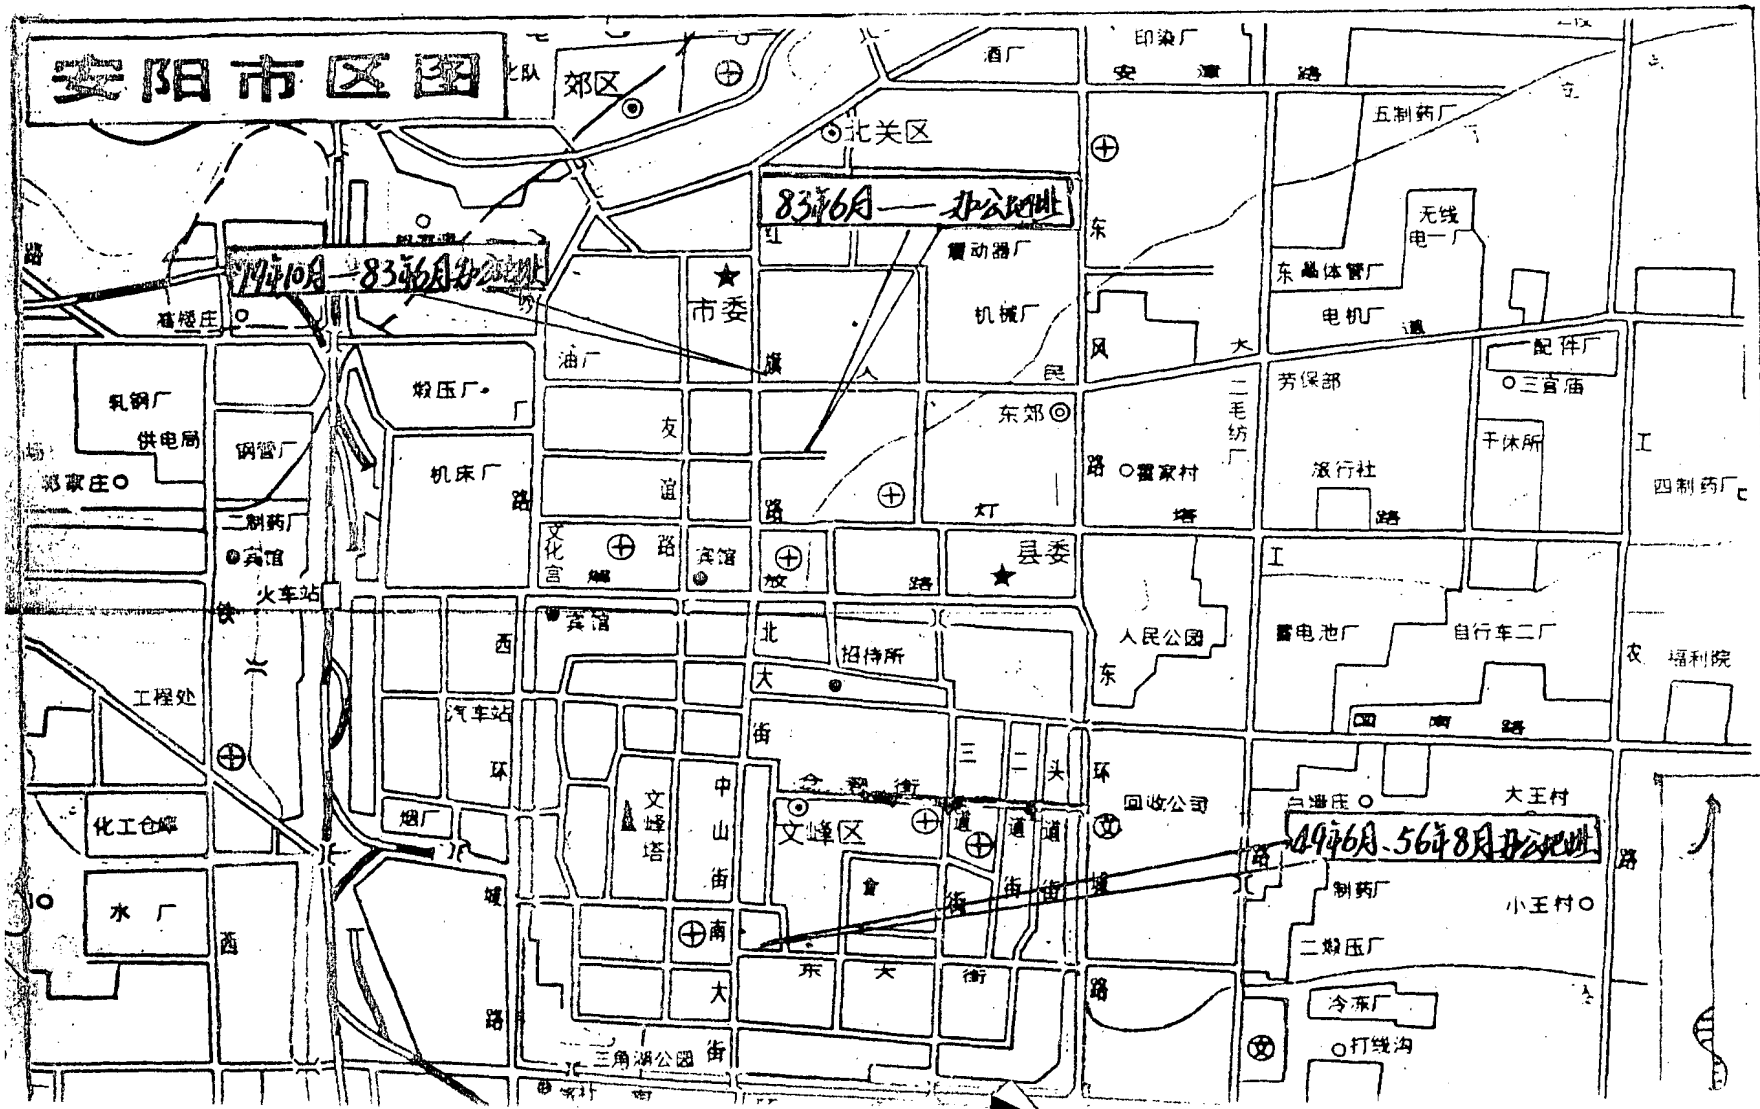 安阳市区图
郊区
北关区
酒厂
印染厂
安漳路
五制药厂
83年6月——办公地址
79年10月—83年6月办公地址
震动器厂
无线
电一厂
东
晶体管厂
机械厂
电机厂
配件厂
三官庙
市委
油厂
红旗路
人民大道
东风路
轧钢厂
供电局
锻压厂
钢管厂
机床厂
郭家庄
二制药厂
宾馆
火车站
友谊路
文化宫
宾馆
解放路
灯塔路
东郊
县委
二毛纺厂
劳保部
干休所
旅行社
四制药厂
宾馆
北大街
招待所
人民公园
蓄电池厂
自行车二厂
福利院
工农路
工程处
汽车站
西环城路
烟厂
化工仓库
水厂
铁西路
文峰塔
中山街
文峰区
三道街
二道街
头道街
东环城路
回收公司
大王村
49年6月、56年8月办公地址
制药厂
小王村
二锻压厂
南大街
东大街
冷冻厂
打线沟
三角湖公园